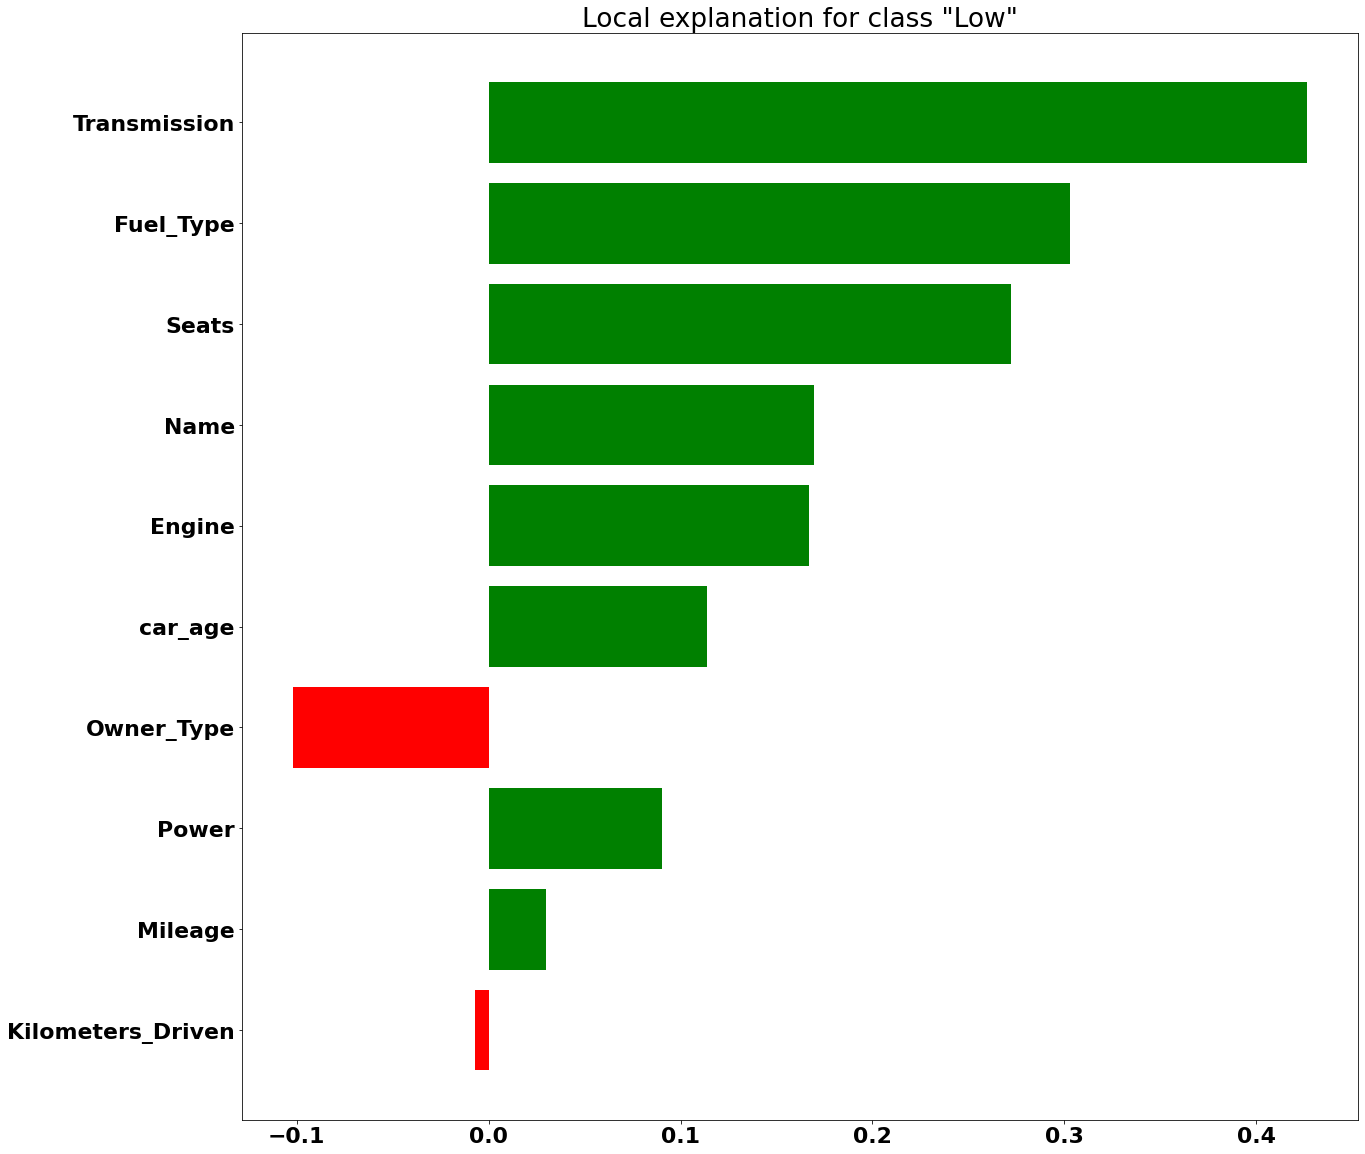 Local explanation for class "Low"
Transmission
Fuel_Type
Seats
Name
Engine
car_age
Owner_Type
Power
Mileage
Kilometers_Driven
−0.1 0.0 0.1 0.2 0.3 0.4